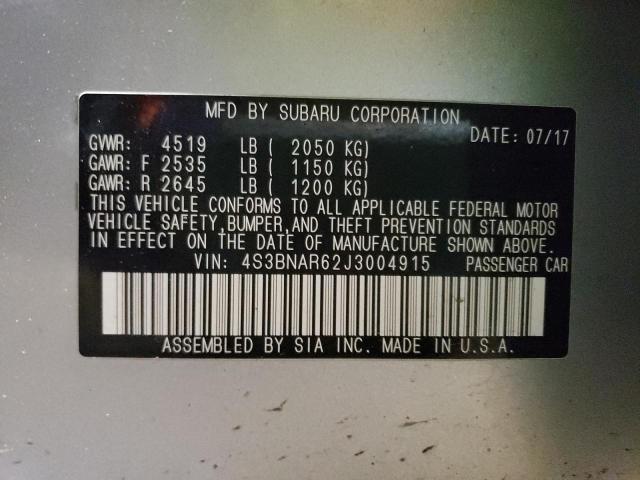 MFD BY SUBARU CORPORATION
DATE: 07/17
GVWR: 4519 LB ( 2050 KG)
GAWR: F 2535 LB ( 1150 KG)
GAWR: R 2645 LB ( 1200 KG)
THIS VEHICLE CONFORMS TO ALL APPLICABLE FEDERAL MOTOR
VEHICLE SAFETY, BUMPER, AND THEFT PREVENTION STANDARDS
IN EFFECT ON THE DATE OF MANUFACTURE SHOWN ABOVE.
VIN: 4S3BNAR62J3004915 PASSENGER CAR
ASSEMBLED BY SIA INC. MADE IN U.S.A.